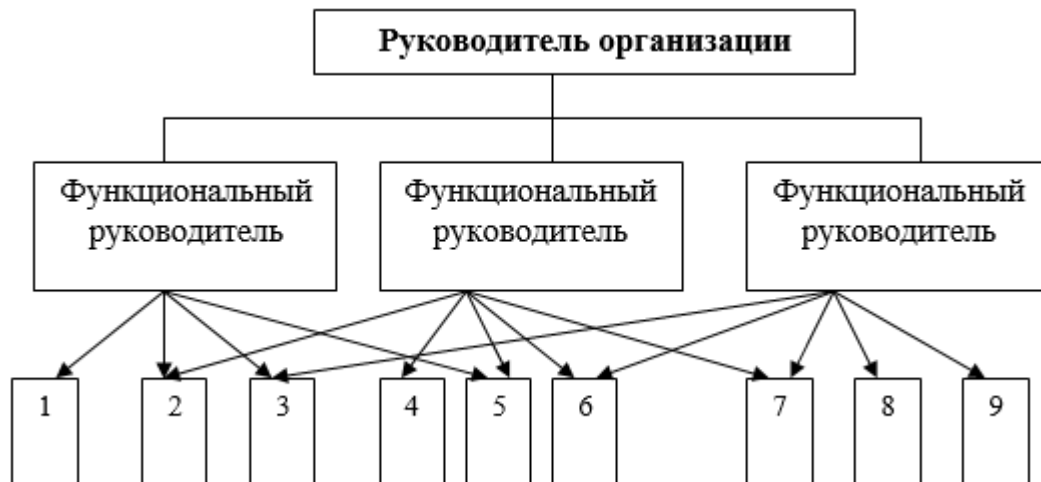 Руководитель организации
Функциональный
руководитель
Функциональный
руководитель
Функциональный
руководитель
1
2
3
4
5
6
7
8
9